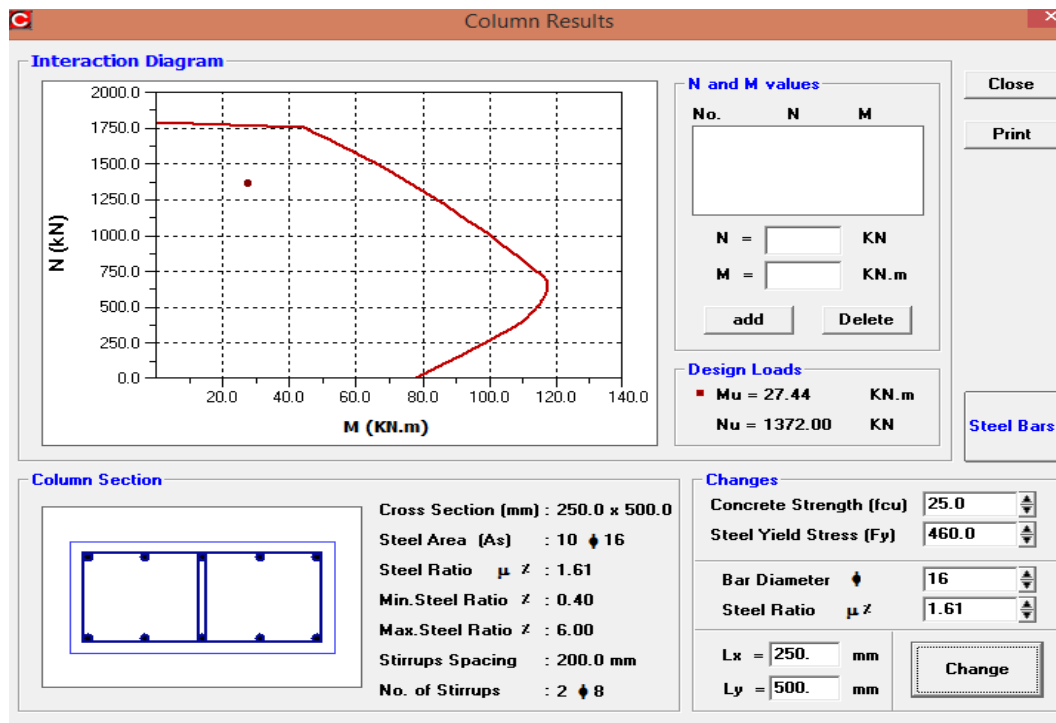 C
Column Results
×
Interaction Diagram
2000.0
1750.0
1500.0
1250.0
1000.0
750.0
500.0
250.0
0.0
N (kN)
20.0 40.0 60.0 80.0 100.0 120.0 140.0
M (KN.m)
N and M values
No. N M
N = KN
M = KN.m
add Delete
Design Loads
Mu = 27.44 KN.m
Nu = 1372.00 KN
Close
Print
Steel Bars
Column Section
Cross Section (mm) : 250.0 x 500.0
Steel Area (As) : 10 ϕ 16
Steel Ratio μ % : 1.61
Min.Steel Ratio % : 0.40
Max.Steel Ratio % : 6.00
Stirrups Spacing : 200.0 mm
No. of Stirrups : 2 ϕ 8
Changes
Concrete Strength (fcu) 25.0
Steel Yield Stress (Fy) 460.0
Bar Diameter ϕ 16
Steel Ratio μ % 1.61
Lx = 250. mm
Ly = 500. mm
Change